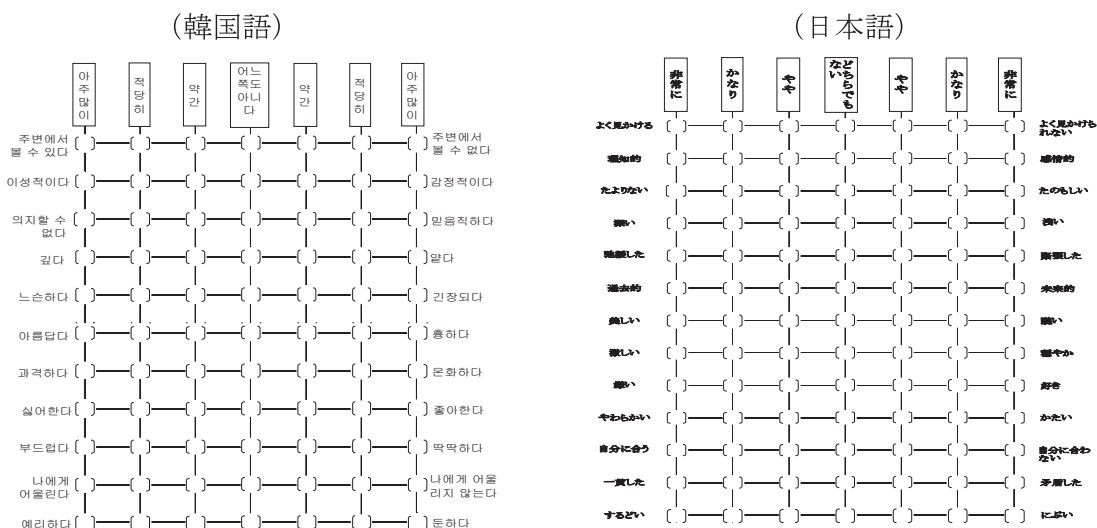 （韓国語）
아주많이
적당히
약간
어느
쪽도
아니
다
약간
적당히
아주많이
주변에서
볼 수 있다
주변에서
볼 수 없다
이성적이다 감정적이다
의지할 수
없다
믿음직하다
깊다 얕다
느슨하다 긴장되다
아름답다 흉하다
과격하다 온화하다
싫어한다 좋아한다
부드럽다 딱딱하다
나에게
어울린다
나에게 어울
리지 않는다
예리하다 둔하다
（日本語）
非常に
かなり
やや
どちらでも
ない
やや
かなり
非常に
よく見かける
よく見かけら
れない
理知的 感情的
たよりない たのもしい
深い 浅い
弛緩した 緊張した
過去的 未来的
美しい 醜い
激しい 穏やか
嫌い 好き
やわらかい かたい
自分に合う
自分に合わ
ない
一貫した 矛盾した
するどい にぶい